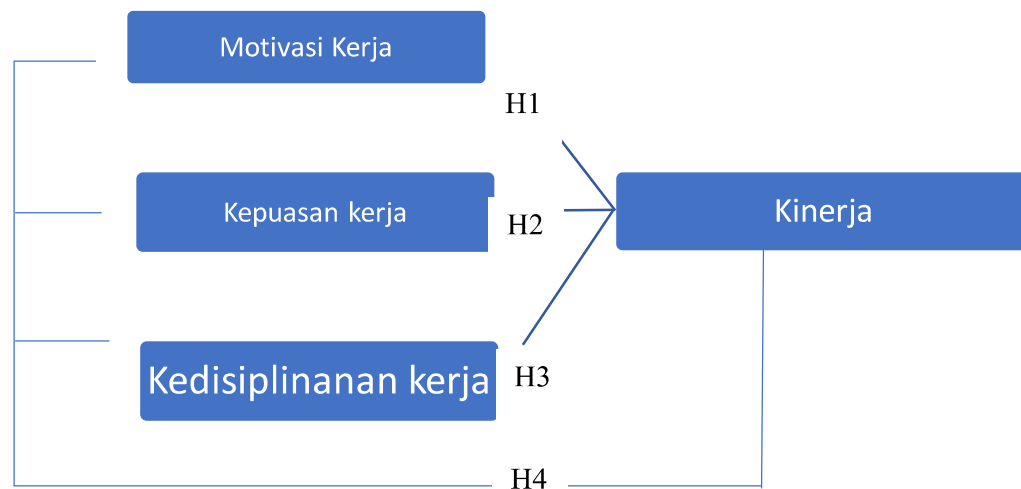 Motivasi Kerja
H1
Kepuasan kerja
H2
Kinerja
Kedisiplinanan kerja
H3
H4